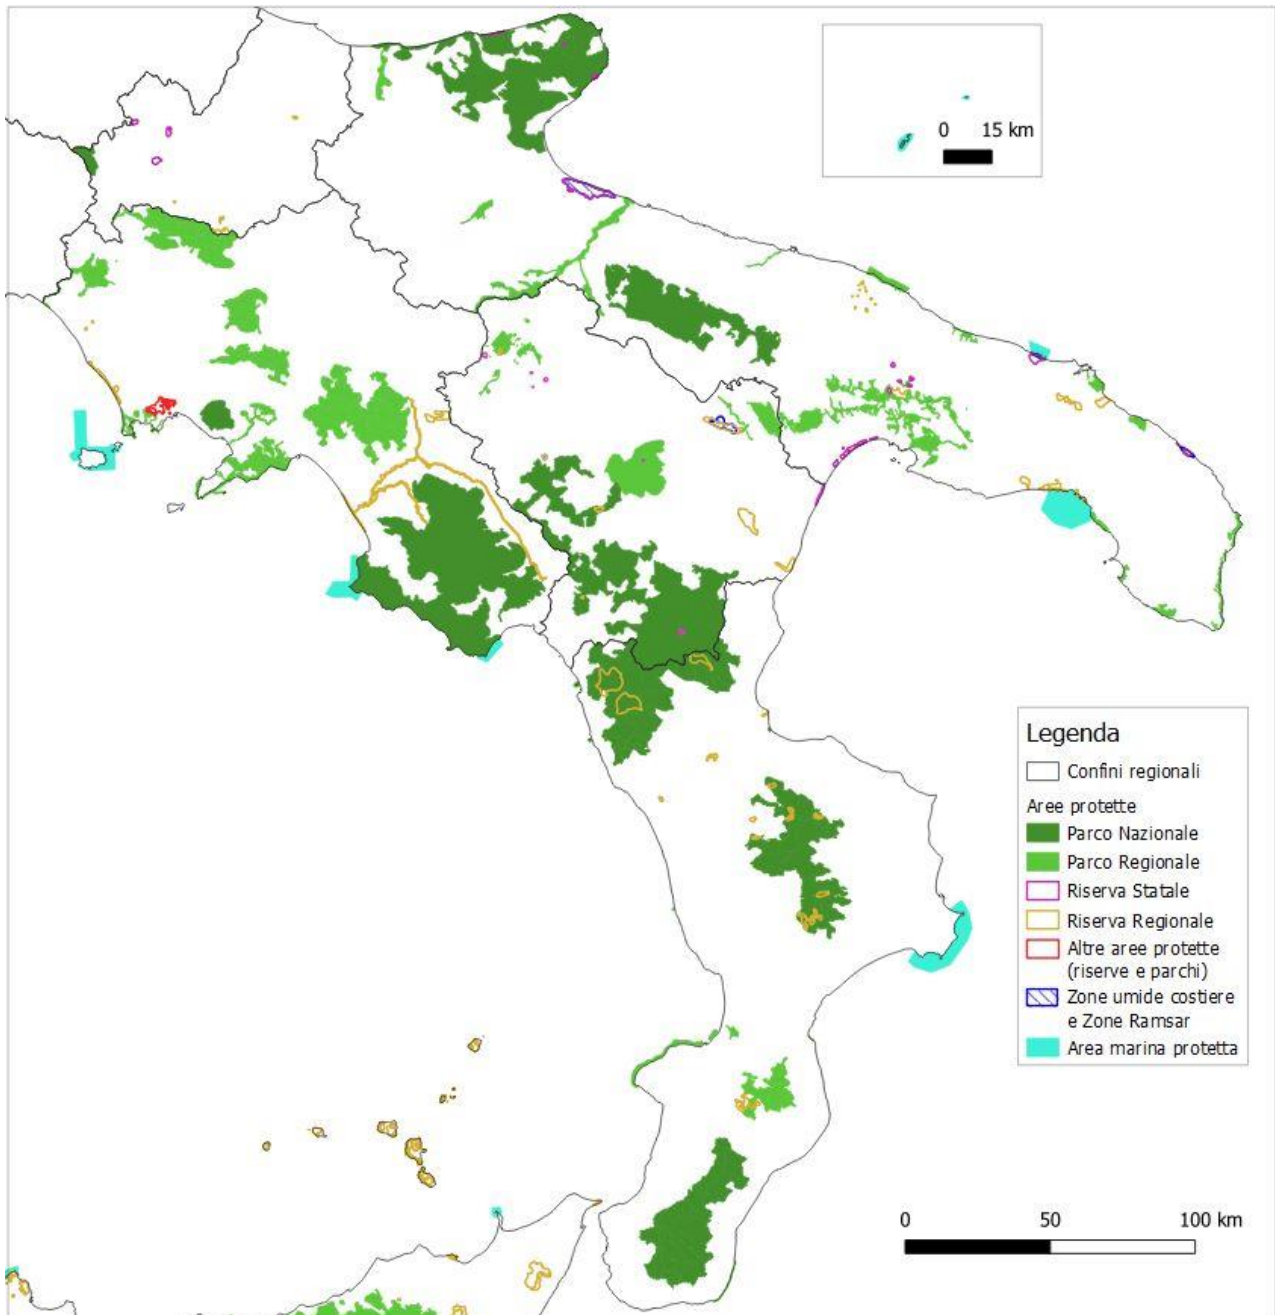 0 15 km
Legenda
Confini regionali
Aree protette
Parco Nazionale
Parco Regionale
Riserva Statale
Riserva Regionale
Altre aree protette
(riserve e parchi)
Zone umide costiere
e Zone Ramsar
Area marina protetta
0 50 100 km